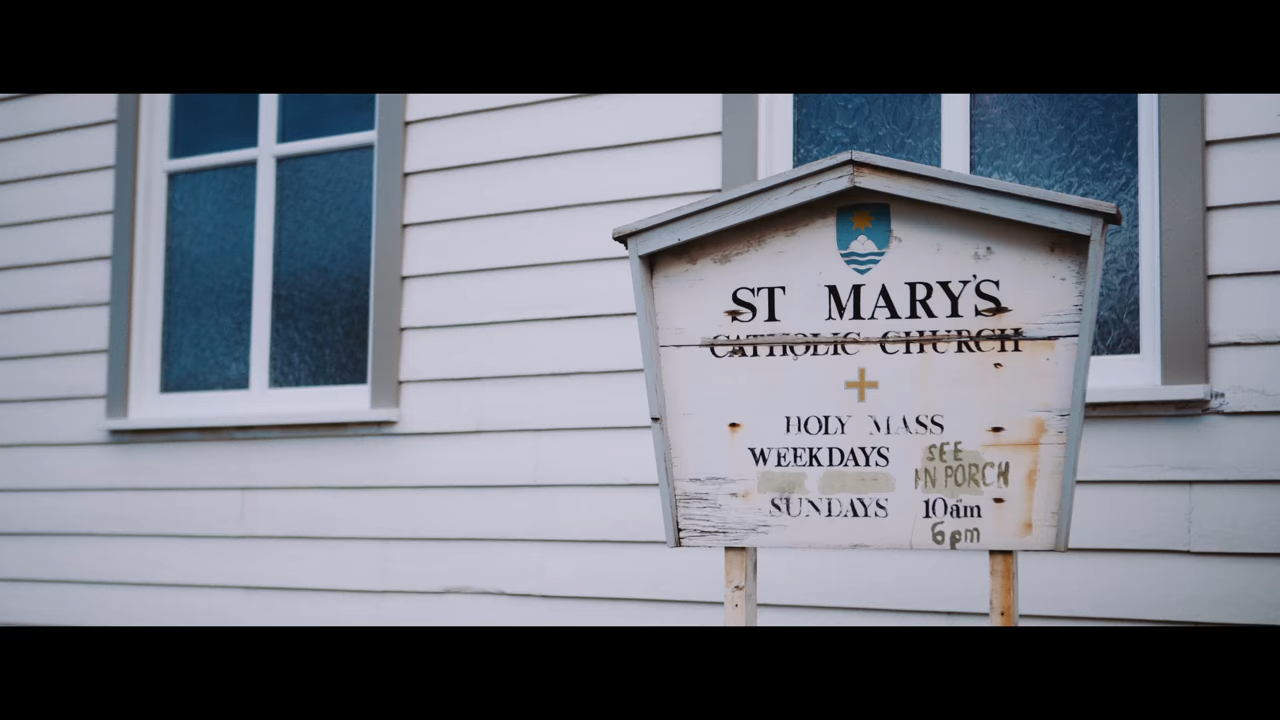 ST MARY'S
CATHOLIC CHURCH
HOLY MASS
WEEKDAYS SEE IN PORCH
SUNDAYS 10am
6pm